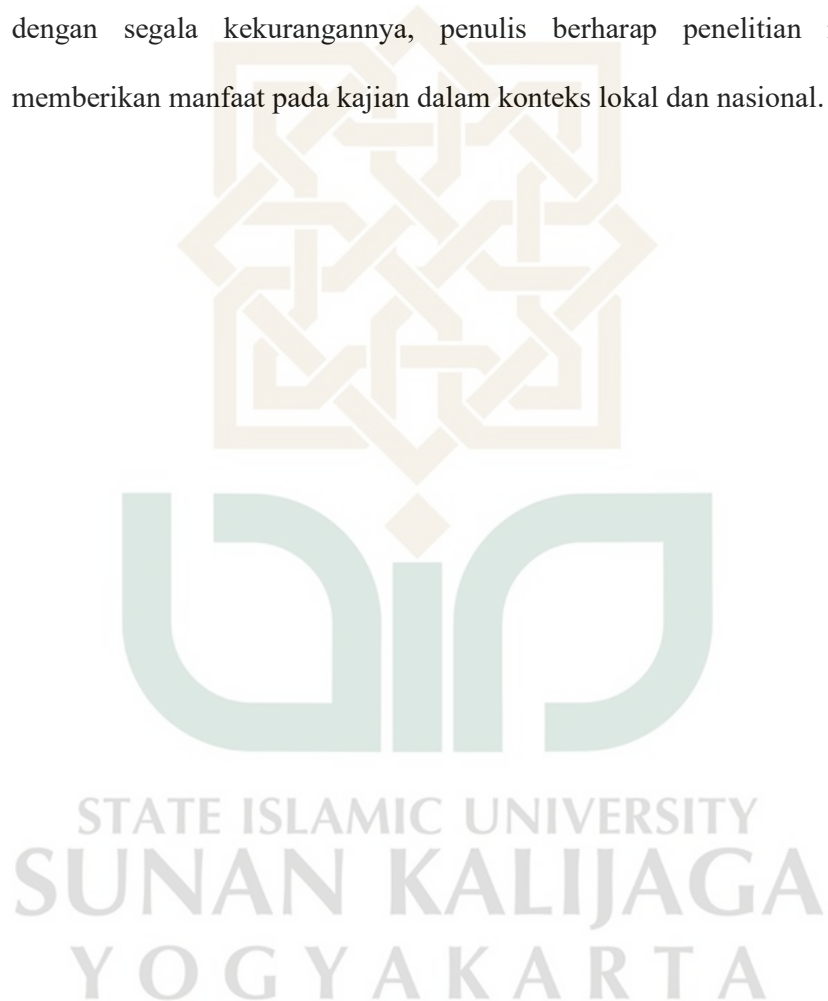 dengan segala kekurangannya, penulis berharap penelitian
memberikan manfaat pada kajian dalam konteks lokal dan nasional.
uin
STATE ISLAMIC UNIVERSITY
SUNAN KALIJAGA
YOGYAKARTA